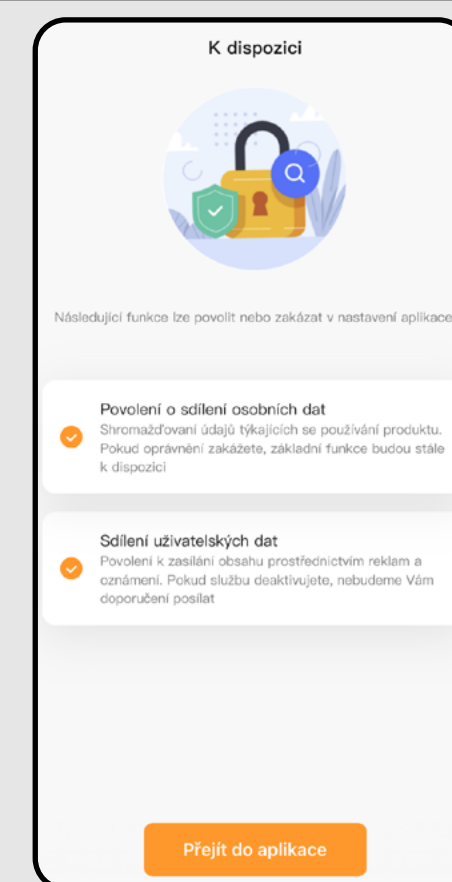 K dispozici
Následující funkce lze povolit nebo zakázat v nastavení aplikace
Povolení o sdílení osobních dat
Shromažďovaní údajů týkajících se používání produktu.
Pokud oprávnění zakážete, základní funkce budou stále
k dispozici
Sdílení uživatelských dat
Povolení k zasílání obsahu prostřednictvím reklam a
oznámení. Pokud službu deaktivujete, nebudeme Vám
doporučení posílat
Přejít do aplikace